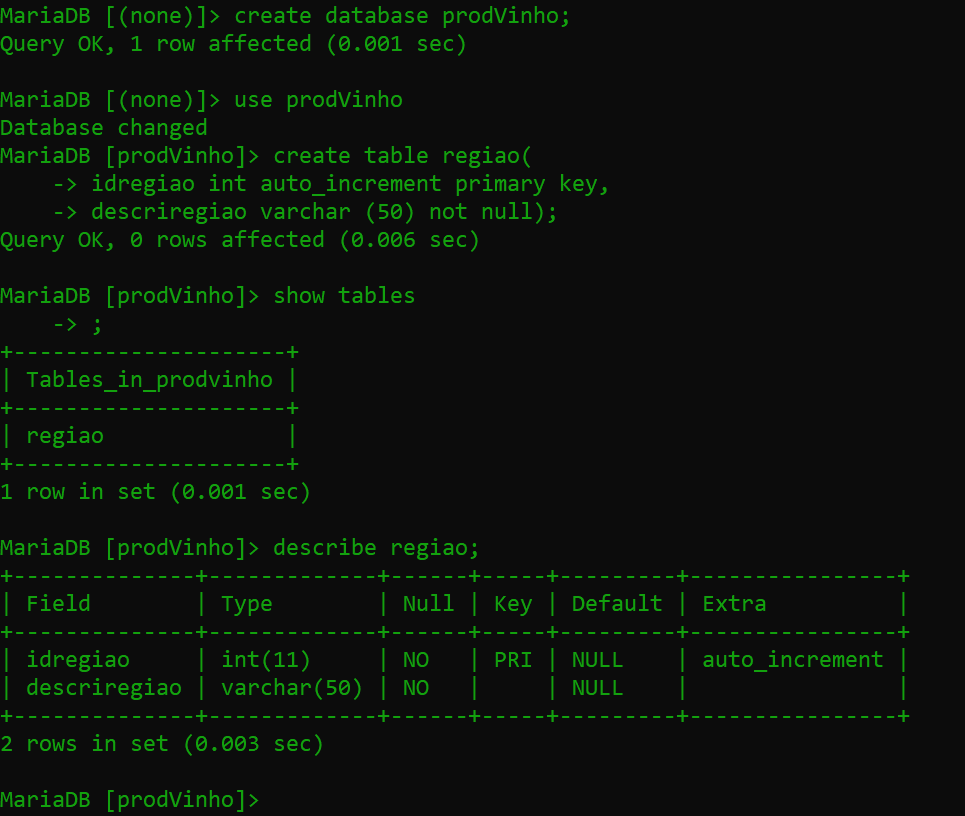 MariaDB [(none)]> create database prodVinho;
Query OK, 1 row affected (0.001 sec)

MariaDB [(none)]> use prodVinho
Database changed
MariaDB [prodVinho]> create table regiao(
    -> idregiao int auto_increment primary key,
    -> descriregiao varchar (50) not null);
Query OK, 0 rows affected (0.006 sec)

MariaDB [prodVinho]> show tables
    -> ;
+---------------------+
| Tables_in_prodvinho |
+---------------------+
| regiao              |
+---------------------+
1 row in set (0.001 sec)

MariaDB [prodVinho]> describe regiao;
+--------------+-------------+------+-----+---------+----------------+
| Field        | Type        | Null | Key | Default | Extra          |
+--------------+-------------+------+-----+---------+----------------+
| idregiao     | int(11)     | NO   | PRI | NULL    | auto_increment |
| descriregiao | varchar(50) | NO   |     | NULL    |                |
+--------------+-------------+------+-----+---------+----------------+
2 rows in set (0.003 sec)

MariaDB [prodVinho]>